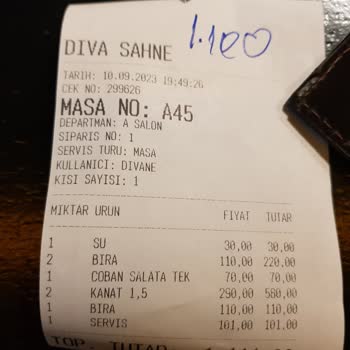 1.100
DIVA SAHNE
TARIH: 10.09.2023 19:49:26
CEK NO: 299626
MASA NO: A45
DEPARTMAN: A SALON
SIPARIS NO: 1
SERVIS TURU: MASA
KULLANICI: DIVANE
KISI SAYISI: 1
MIKTAR URUN FIYAT TUTAR
1 SU 30,00 30,00
2 BIRA 110,00 220,00
1 COBAN SALATA TEK 70,00 70,00
2 KANAT 1,5 290,00 580,00
1 BIRA 110,00 110,00
1 SERVIS 101,00 101,00
TOP. TUTAR